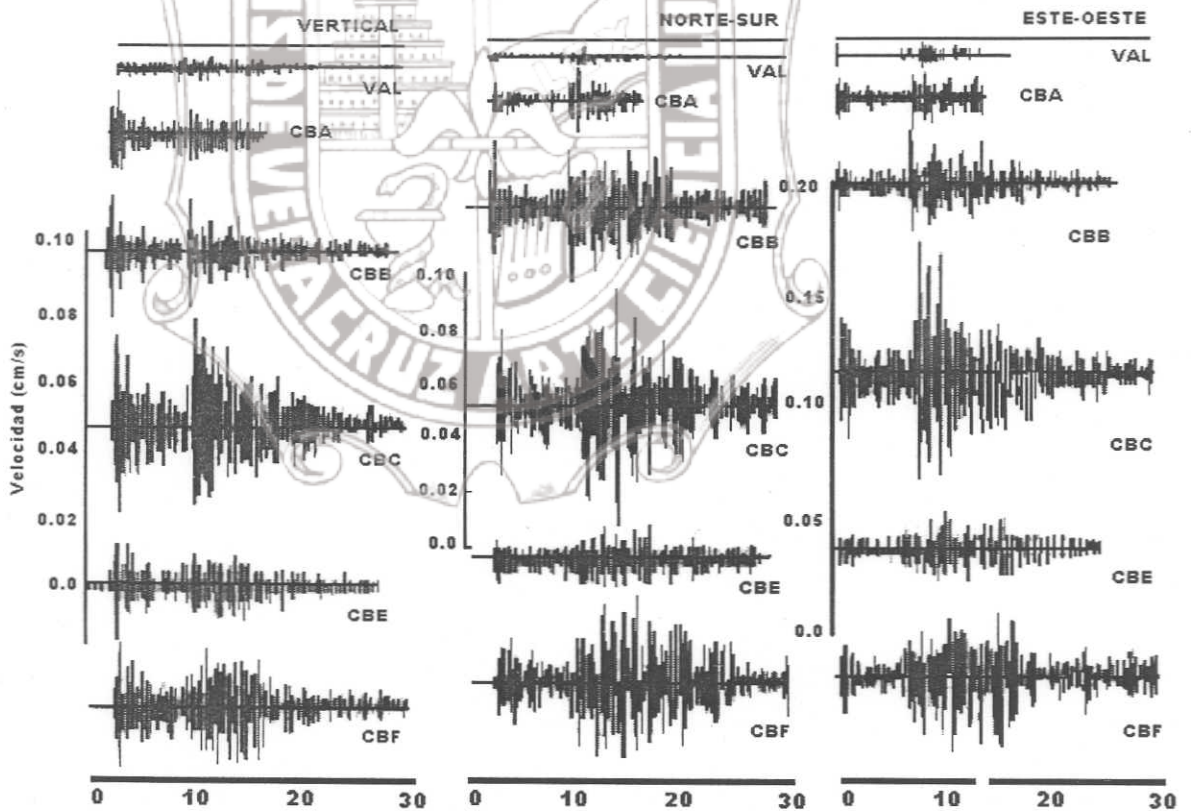 VERTICAL
VAL
CBA
CBB
CBC
CBE
CBF
0.10
0.08
0.06
0.04
0.02
0.0
Velocidad (cm/s)
0 10 20 30
NORTE-SUR
VAL
CBA
CBB
CBC
CBE
CBF
0.10
0.08
0.06
0.04
0.02
0.0
0 10 20 30
ESTE-OESTE
VAL
CBA
CBB
CBC
CBE
CBF
0.20
0.15
0.10
0.05
0.0
0 10 20 30